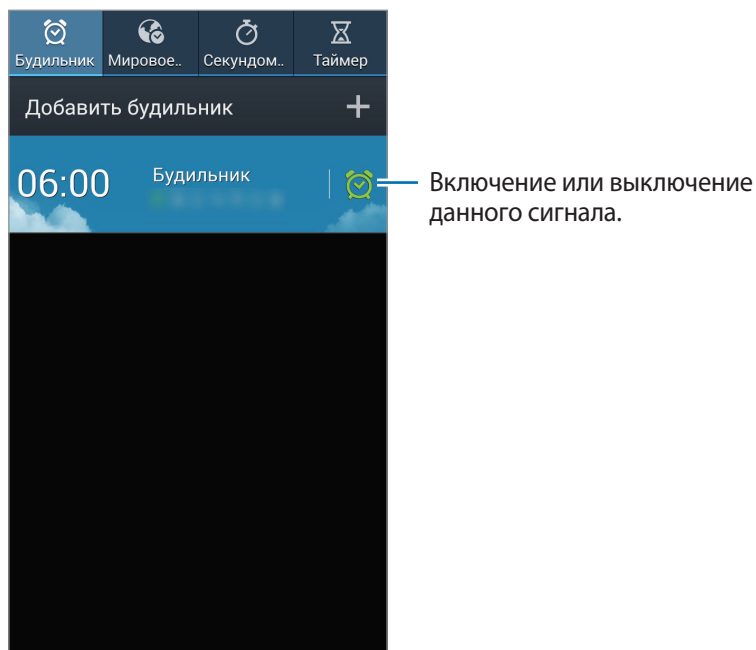 Будильник Мировое.. Секундом.. Таймер
Добавить будильник
06:00 Будильник
Включение или выключение
данного сигнала.